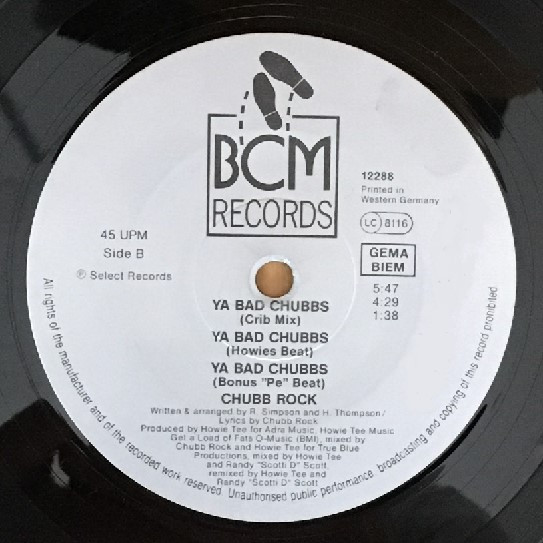 BCM
RECORDS
12288
Printed in
Western Germany
LC 8116
GEMA
BIEM
45 UPM
Side B
℗ Select Records
5:47
4:29
1:38
YA BAD CHUBBS
(Crib Mix)
YA BAD CHUBBS
(Howies Beat)
YA BAD CHUBBS
(Bonus "Pe" Beat)
CHUBB ROCK
Written & arranged by R. Simpson and H. Thompson/
Lyrics by Chubb Rock
Produced by Howie Tee for Adra Music, Howie Tee Music
Get a Load of Fats O-Music (BMI), mixed by
Chubb Rock and Howie Tee for True Blue
Productions, mixed by Howie Tee
and Randy "Scotti D" Scott,
remixed by Howie Tee and
Randy "Scotti D" Scott
All rights of the manufacturer and of the recorded work reserved. Unauthorised public performance, broadcasting and copying of this record prohibited